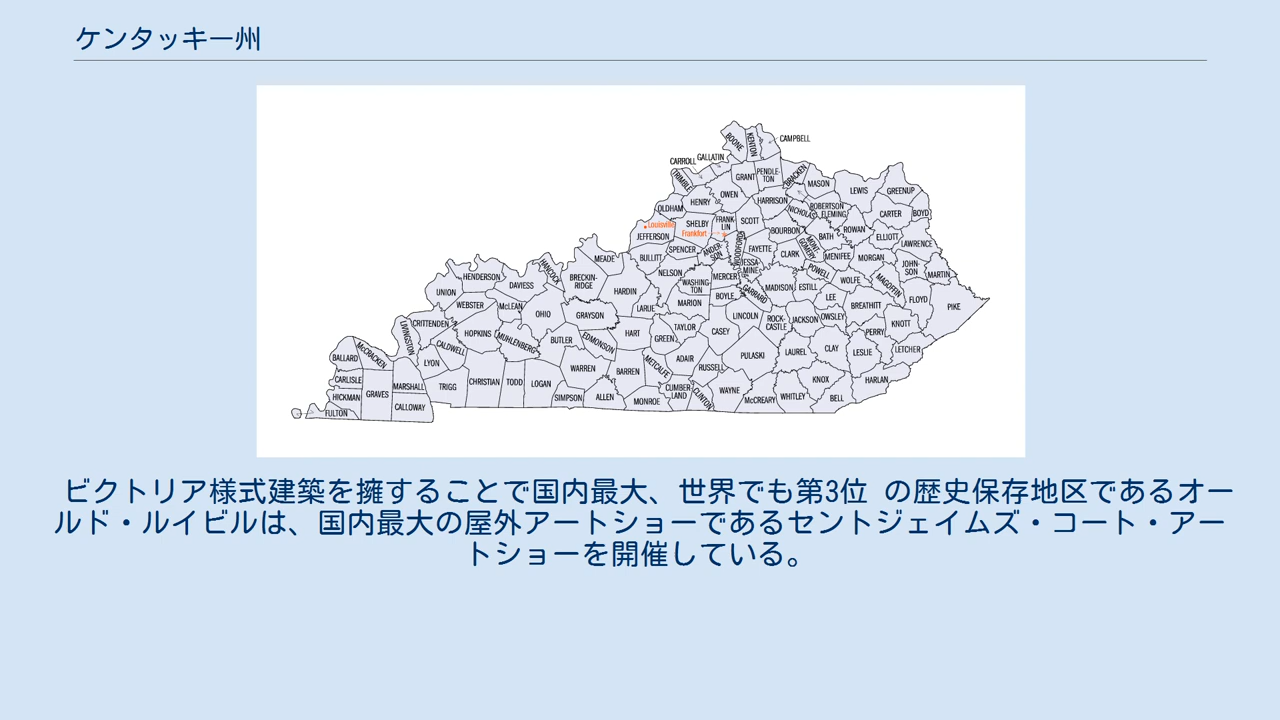 ケンタッキー州
BOONE
KENTON
CAMPBELL
CARROLL
GALLATIN
TRIMBLE
GRANT
PENDLE-
TON
BRACKEN
MASON
LEWIS
GREENUP
OWEN
HENRY
HARRISON
ROBERTSON
NICHOLAS
FLEMING
CARTER
BOYD
OLDHAM
SHELBY
FRANK
LIN
SCOTT
Louisville
Frankfort
JEFFERSON
BOURBON
BATH
ROWAN
ELLIOTT
LAWRENCE
SPENCER
ANDER-
SON
WOODFORD
FAYETTE
CLARK
MONT-
GOMERY
MENIFEE
MORGAN
JOHN-
SON
MARTIN
BULLITT
MEADE
NELSON
WASHING-
TON
MERCER
JESSA-
MINE
MADISON
ESTILL
POWELL
WOLFE
MAGOFFIN
HENDERSON
HANCOCK
DAVIESS
BRECKIN-
RIDGE
HARDIN
LARUE
MARION
BOYLE
GARRARD
LEE
BREATHITT
FLOYD
PIKE
UNION
WEBSTER
McLEAN
OHIO
GRAYSON
LINCOLN
ROCK-
CASTLE
JACKSON
OWSLEY
PERRY
KNOTT
LIVINGSTON
CRITTENDEN
HOPKINS
MUHLENBERG
BUTLER
EDMONSON
HART
GREEN
TAYLOR
CASEY
BALLARD
McCRACKEN
LYON
CALDWELL
WARREN
BARREN
METCALFE
ADAIR
RUSSELL
PULASKI
LAUREL
CLAY
LESLIE
LETCHER
CARLISLE
HICKMAN
GRAVES
MARSHALL
TRIGG
CHRISTIAN
TODD
LOGAN
SIMPSON
ALLEN
MONROE
CUMBER-
LAND
CLINTON
WAYNE
McCREARY
WHITLEY
KNOX
BELL
HARLAN
FULTON
CALLOWAY
ビクトリア様式建築を擁することで国内最大、世界でも第3位 の歴史保存地区であるオー
ルド・ルイビルは、国内最大の屋外アートショーであるセントジェイムズ・コート・アー
トショーを開催している。